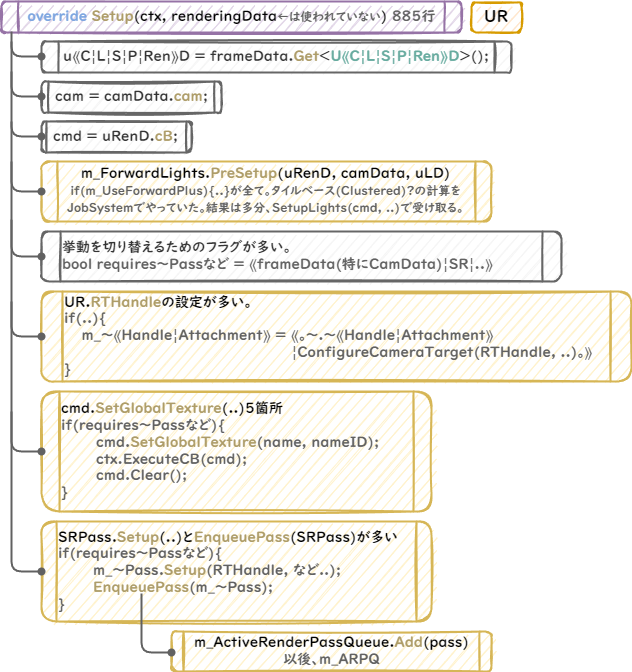 override Setup(ctx, renderingData←は使われていない) 885行
UR
u《C¦L¦S¦P¦Ren》D = frameData.Get<U《C¦L¦S¦P¦Ren》D>();
cam = camData.cam;
cmd = uRenD.cB;
m_ForwardLights.PreSetup(uRenD, camData, uLD)
if(m_UseForwardPlus){..}が全て。タイルベース(Clustered)?の計算を
JobSystemでやっていた。結果は多分、SetupLights(cmd, ..)で受け取る。
挙動を切り替えるためのフラグが多い。
bool requires~Passなど = 《frameData(特にCamData)¦SR¦..》
UR.RTHandleの設定が多い。
if(..){
m_~《Handle¦Attachment》 = 《。~.~《Handle¦Attachment》
¦ConfigureCameraTarget(RTHandle, ..)。》
}
cmd.SetGlobalTexture(..)5箇所
if(requires~Passなど){
cmd.SetGlobalTexture(name, nameID);
ctx.ExecuteCB(cmd);
cmd.Clear();
}
SRPass.Setup(..)とEnqueuePass(SRPass)が多い
if(requires~Passなど){
m_~Pass.Setup(RTHandle, など..);
EnqueuePass(m_~Pass);
}
m_ActiveRenderPassQueue.Add(pass)
以後、m_ARPQ